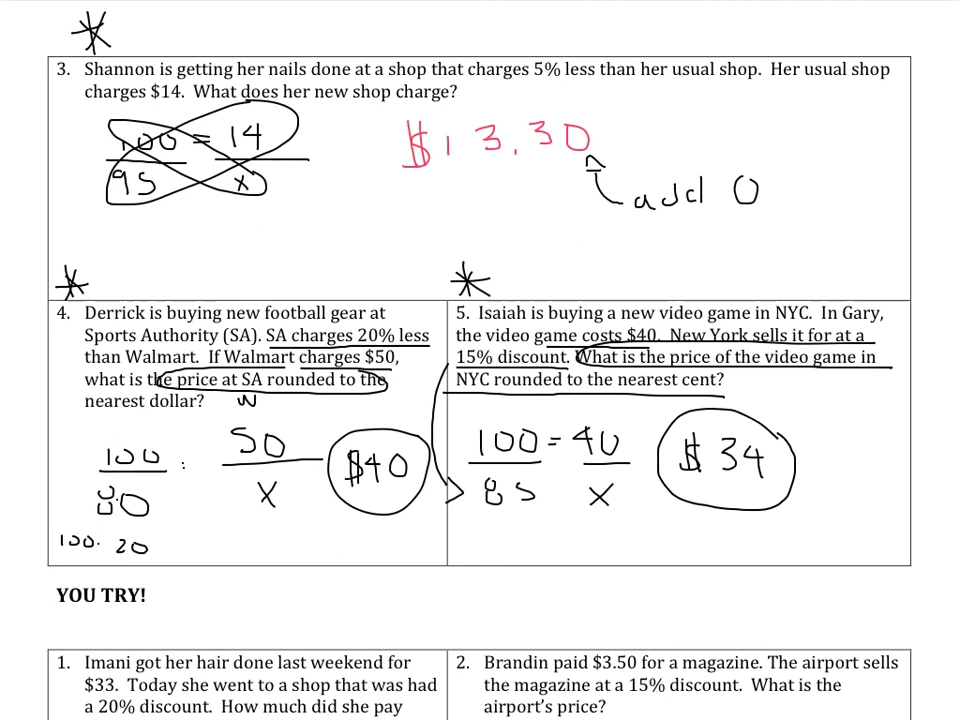 3. Shannon is getting her nails done at a shop that charges 5% less than her usual shop. Her usual shop
charges $14. What does her new shop charge?
100 = 14
95 x
$13.30
add 0
4. Derrick is buying new football gear at
Sports Authority (SA). SA charges 20% less
than Walmart. If Walmart charges $50,
what is the price at SA rounded to the
nearest dollar? W
100 : 50
80 x
$40
100. 20
5. Isaiah is buying a new video game in NYC. In Gary,
the video game costs $40. New York sells it for at a
15% discount. What is the price of the video game in
NYC rounded to the nearest cent?
100 = 40
85 x
$34
YOU TRY!
1. Imani got her hair done last weekend for
$33. Today she went to a shop that was had
a 20% discount. How much did she pay
2. Brandin paid $3.50 for a magazine. The airport sells
the magazine at a 15% discount. What is the
airport's price?